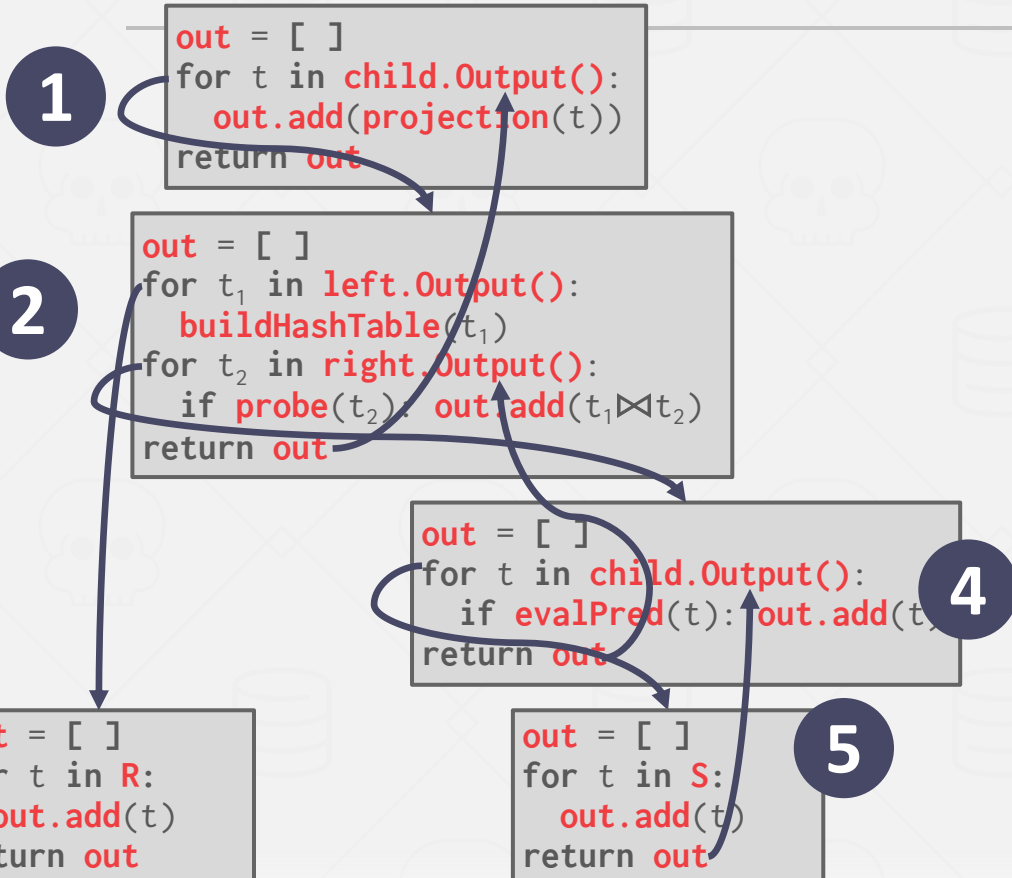 1
out = [ ]
for t in child.Output():
out.add(projection(t))
return out
2
out = [ ]
for t₁ in left.Output():
buildHashTable(t₁)
for t₂ in right.Output():
if probe(t₂): out.add(t₁⨝t₂)
return out
out = [ ]
for t in child.Output():
if evalPred(t): out.add(t
return out
4
t = [ ]
r t in R:
out.add(t)
turn out
out = [ ]
for t in S:
out.add(t)
return out
5